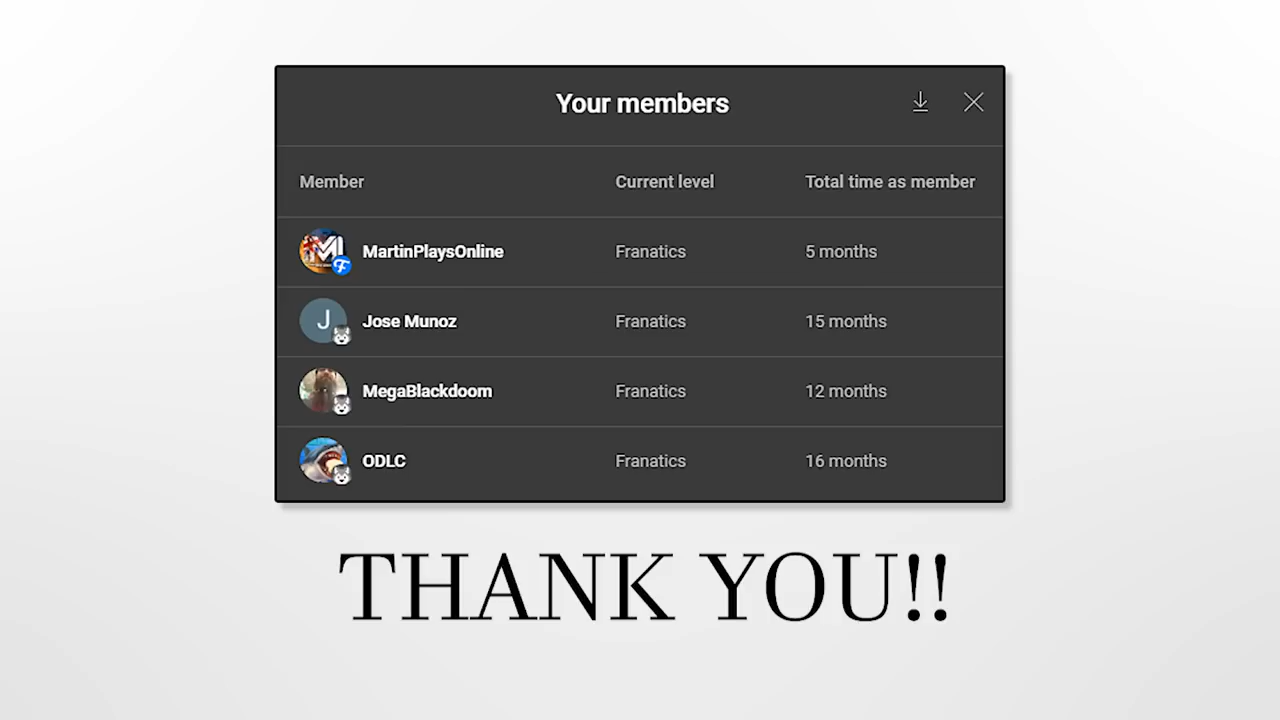 Your members
Member Current level Total time as member
MartinPlaysOnline Franatics 5 months
J Jose Munoz Franatics 15 months
MegaBlackdoom Franatics 12 months
ODLC Franatics 16 months
THANK YOU!!